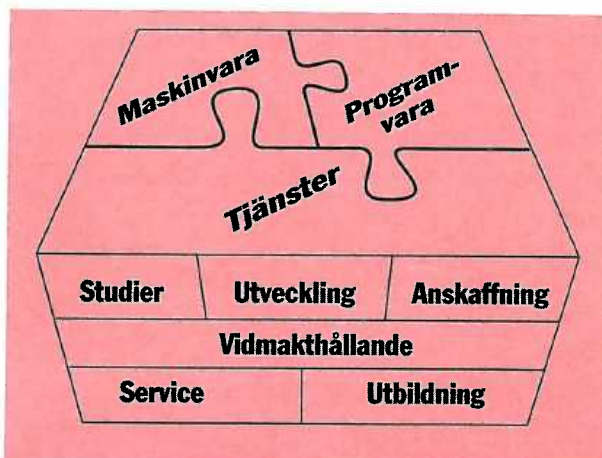 Maskinvara
Program-
vara
Tjänster
Studier Utveckling Anskaffning
Vidmakthållande
Service Utbildning